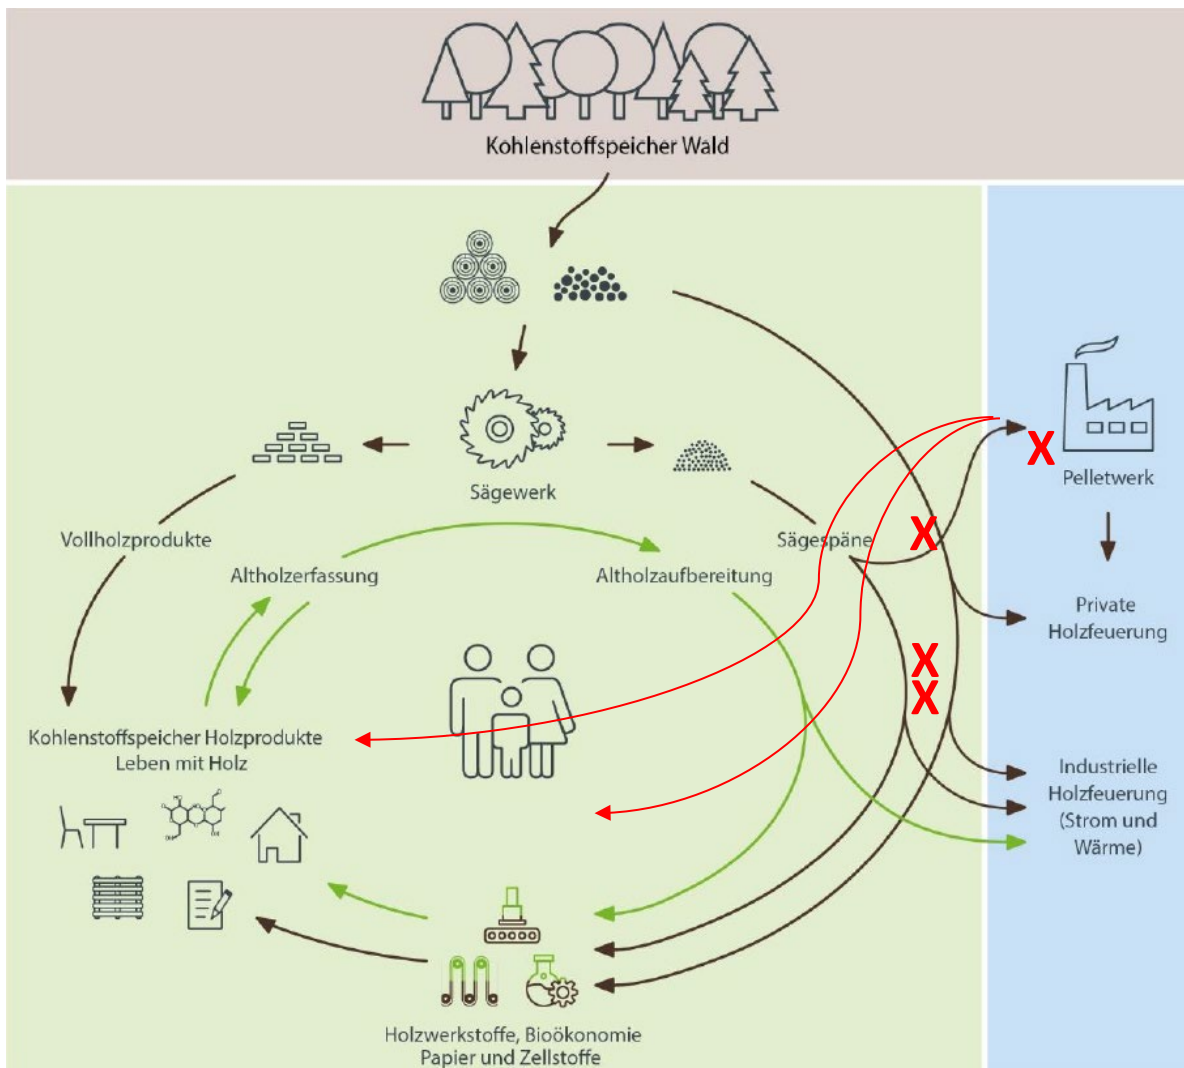 Kohlenstoffspeicher Wald
Sägewerk
Pelletwerk
X
X
Vollholzprodukte
Sägespäne
Altholzerfassung
Altholzaufbereitung
Private
Holzfeuerung
X
X
Kohlenstoffspeicher Holzprodukte
Leben mit Holz
Industrielle
Holzfeuerung
(Strom und
Wärme)
Holzwerkstoffe, Bioökonomie
Papier und Zellstoffe